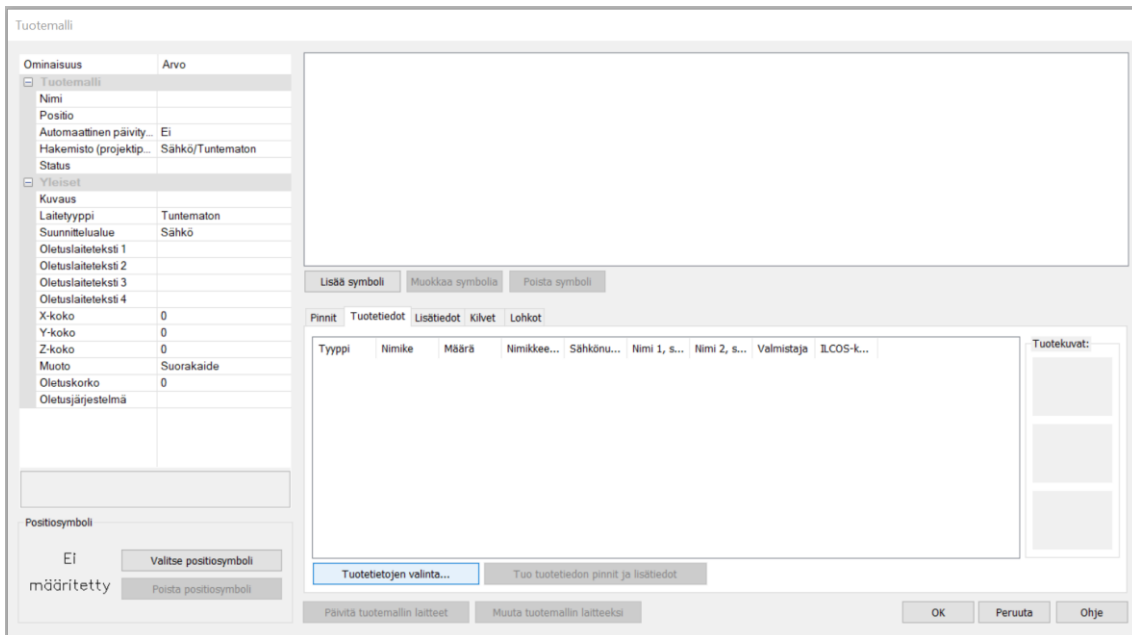 Tuotemalli
Ominaisuus Arvo
Tuotemalli
Nimi
Positio
Automaattinen päivity... Ei
Hakemisto (projektip... Sähkö/Tuntematon
Status
Yleiset
Kuvaus
Laitetyyppi Tuntematon
Suunnittelualue Sähkö
Oletuslaiteteksti 1
Oletuslaiteteksti 2
Oletuslaiteteksti 3
Oletuslaiteteksti 4
X-koko 0
Y-koko 0
Z-koko 0
Muoto Suorakaide
Oletuskorko 0
Oletusjärjestelmä
Positiosymboli
Ei
määritetty
Valitse positiosymboli
Poista positiosymboli
Lisää symboli Muokkaa symbolia Poista symboli
Pinnit Tuotetiedot Lisätiedot Kilvet Lohkot
Tyyppi Nimike Määrä Nimikkee... Sähkönu... Nimi 1, s... Nimi 2, s... Valmistaja ILCOS-k...
Tuotekuvat:
Tuotetietojen valinta... Tuo tuotetiedon pinnit ja lisätiedot
Päivitä tuotemallin laitteet Muuta tuotemallin laitteeksi OK Peruuta Ohje